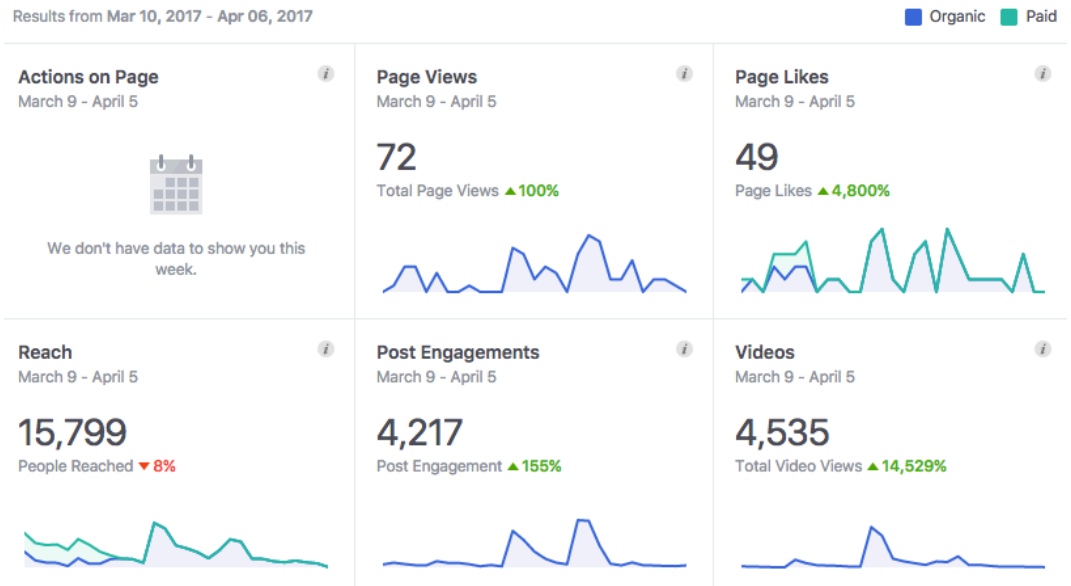 Results from Mar 10, 2017 - Apr 06, 2017
Organic Paid
Actions on Page i
March 9 - April 5
We don't have data to show you this
week.
Page Views i
March 9 - April 5
72
Total Page Views ▲100%
Page Likes i
March 9 - April 5
49
Page Likes ▲4,800%
Reach i
March 9 - April 5
15,799
People Reached ▼8%
Post Engagements i
March 9 - April 5
4,217
Post Engagement ▲155%
Videos i
March 9 - April 5
4,535
Total Video Views ▲14,529%